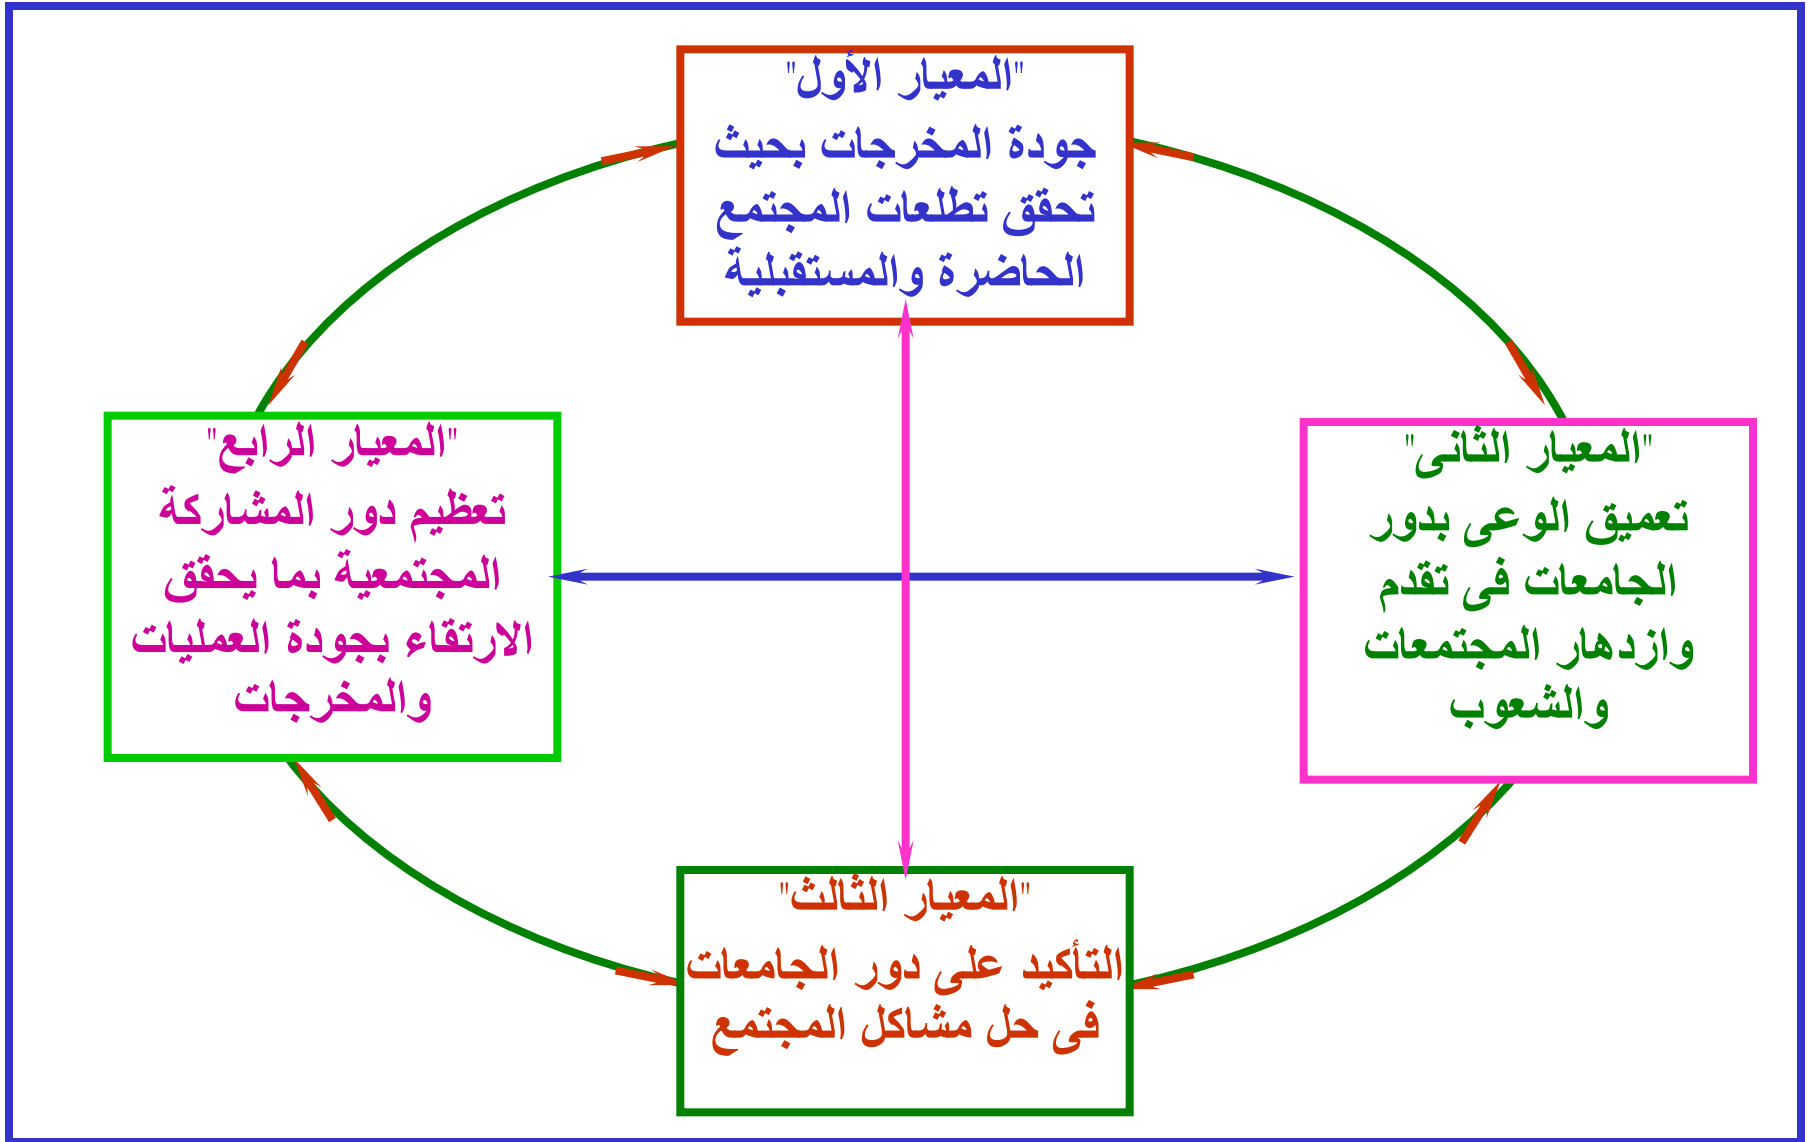 "المعيار الأول"
جودة المخرجات بحيث
تحقق تطلعات المجتمع
الحاضرة والمستقبلية
"المعيار الثانى"
تعميق الوعى بدور
الجامعات فى تقدم
وازدهار المجتمعات
والشعوب
"المعيار الثالث"
التأكيد على دور الجامعات
فى حل مشاكل المجتمع
"المعيار الرابع"
تعظيم دور المشاركة
المجتمعية بما يحقق
الارتقاء بجودة العمليات
والمخرجات